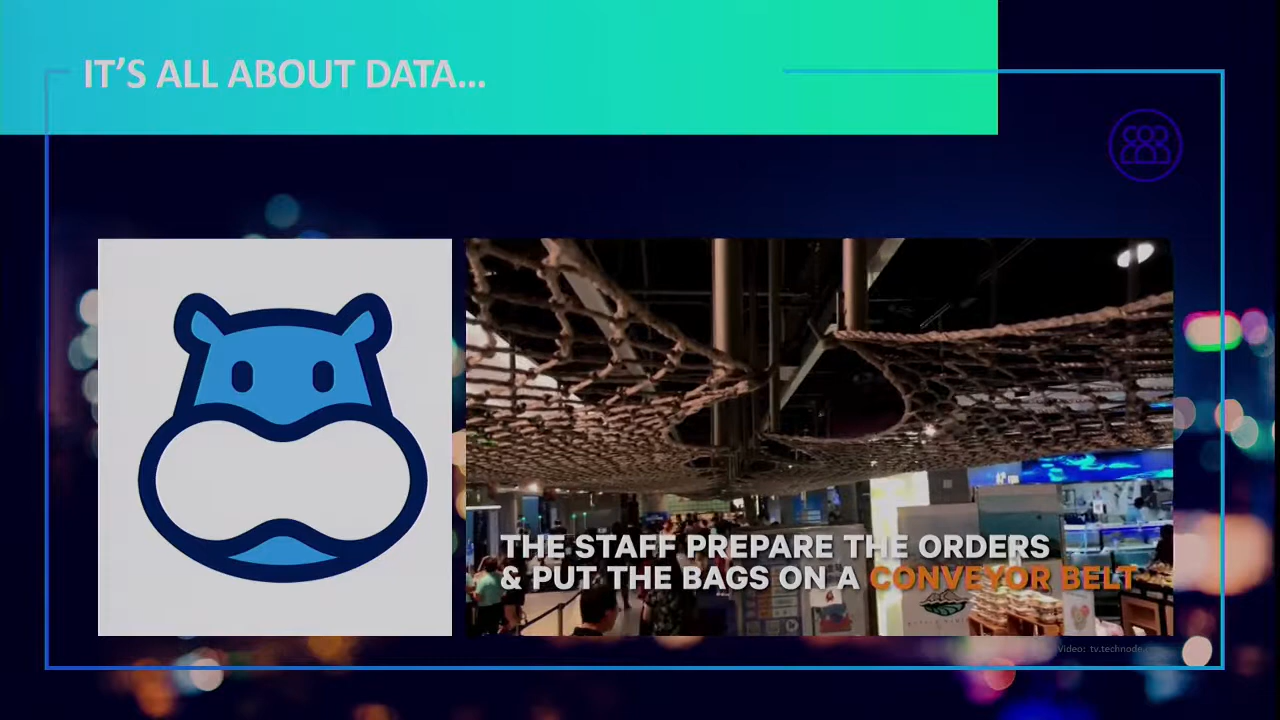 IT'S ALL ABOUT DATA...
THE STAFF PREPARE THE ORDERS
& PUT THE BAGS ON A CONVEYOR BELT
Video: tv.technode.